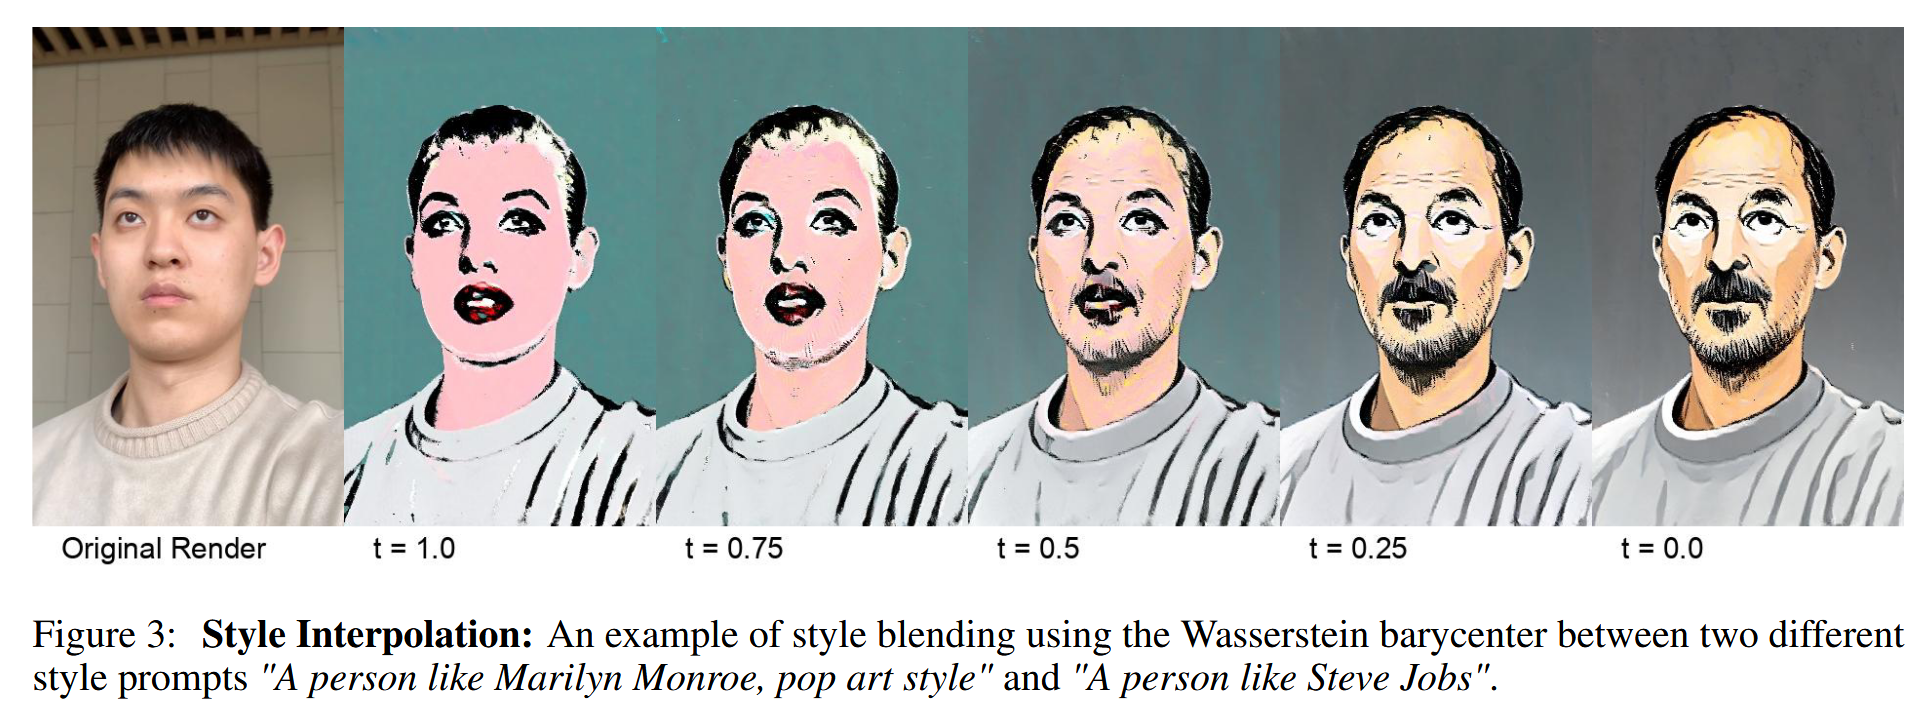 Original Render
t = 1.0
t = 0.75
t = 0.5
t = 0.25
t = 0.0
Figure 3: Style Interpolation: An example of style blending using the Wasserstein barycenter between two different
style prompts "A person like Marilyn Monroe, pop art style" and "A person like Steve Jobs".